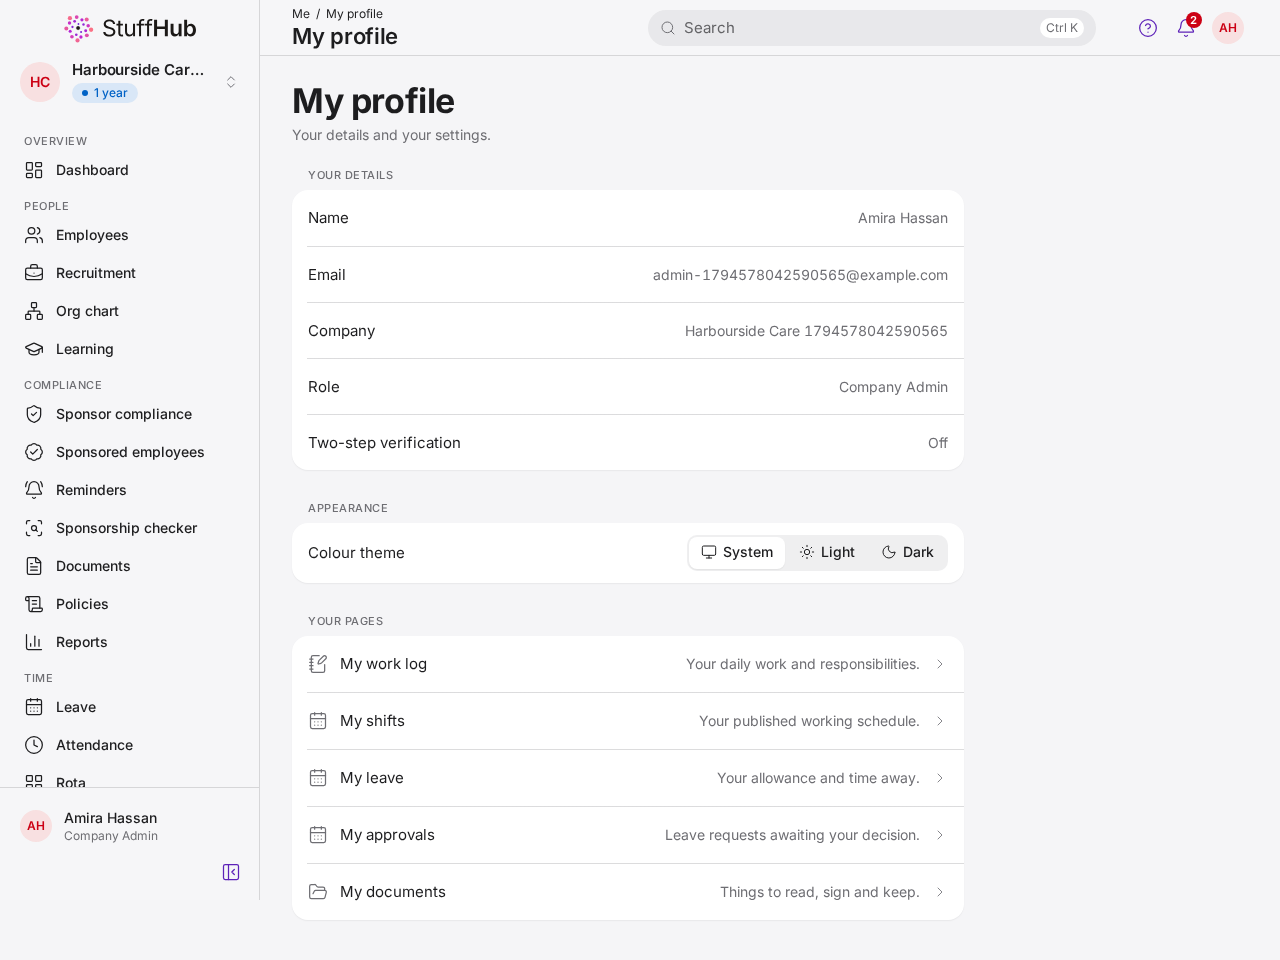 StuffHub
HC
Harbourside Car...
1 year
OVERVIEW
Dashboard
PEOPLE
Employees
Recruitment
Org chart
Learning
COMPLIANCE
Sponsor compliance
Sponsored employees
Reminders
Sponsorship checker
Documents
Policies
Reports
TIME
Leave
Attendance
Rota
AH
Amira Hassan
Company Admin
Me / My profile
My profile
Search
Ctrl K
2
AH
My profile
Your details and your settings.
YOUR DETAILS
Name Amira Hassan
Email admin-1794578042590565@example.com
Company Harbourside Care 1794578042590565
Role Company Admin
Two-step verification Off
APPEARANCE
Colour theme System Light Dark
YOUR PAGES
My work log Your daily work and responsibilities.
My shifts Your published working schedule.
My leave Your allowance and time away.
My approvals Leave requests awaiting your decision.
My documents Things to read, sign and keep.